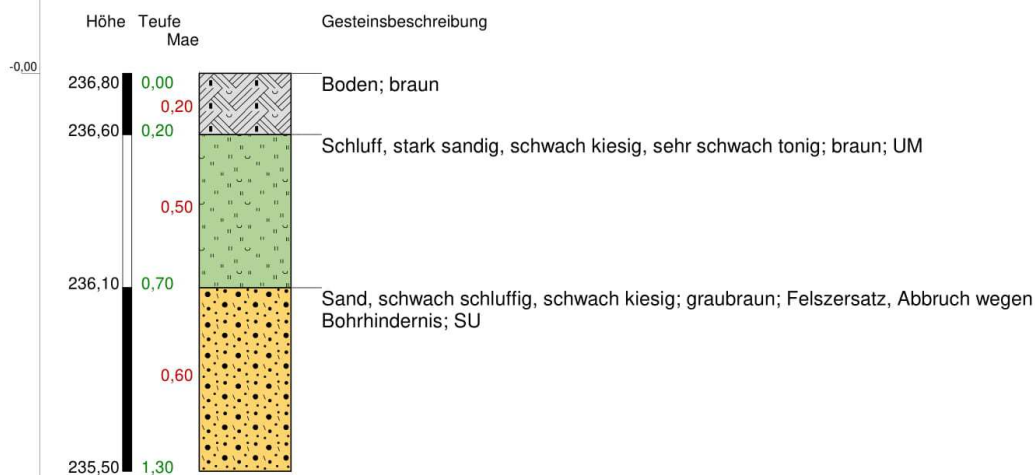 Höhe Teufe Gesteinsbeschreibung
Mae
-0,00
236,80 0,00 Boden; braun
0,20
236,60 0,20
Schluff, stark sandig, schwach kiesig, sehr schwach tonig; braun; UM
0,50
236,10 0,70
Sand, schwach schluffig, schwach kiesig; graubraun; Felszersatz, Abbruch wegen
Bohrhindernis; SU
0,60
235,50 1,30